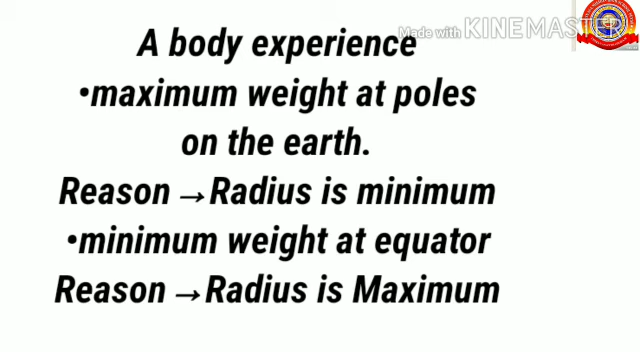 Made with KINEMASTER
A body experience
•maximum weight at poles
on the earth.
Reason → Radius is minimum
•minimum weight at equator
Reason → Radius is Maximum